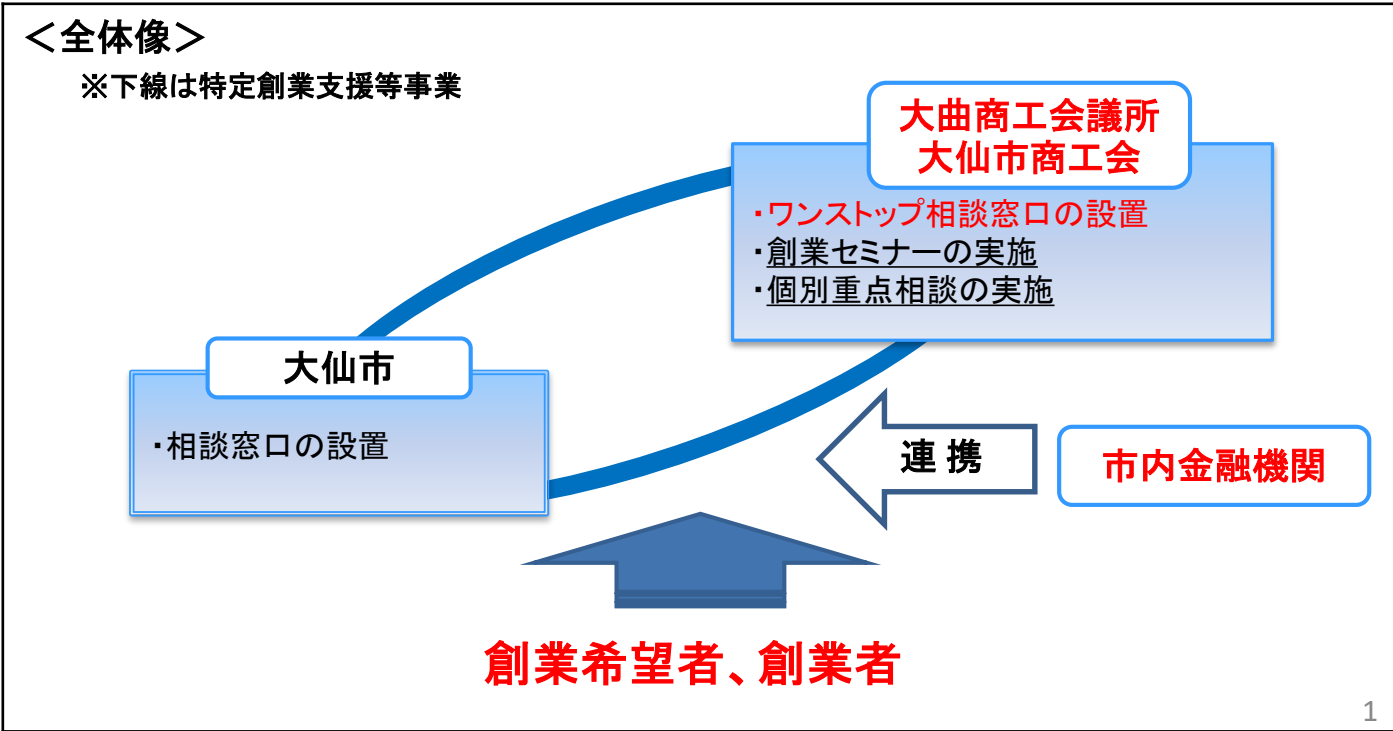 ＜全体像＞
※下線は特定創業支援等事業
大曲商工会議所
大仙市商工会
・ワンストップ相談窓口の設置
・創業セミナーの実施
・個別重点相談の実施
大仙市
・相談窓口の設置
連 携
市内金融機関
創業希望者、創業者
1